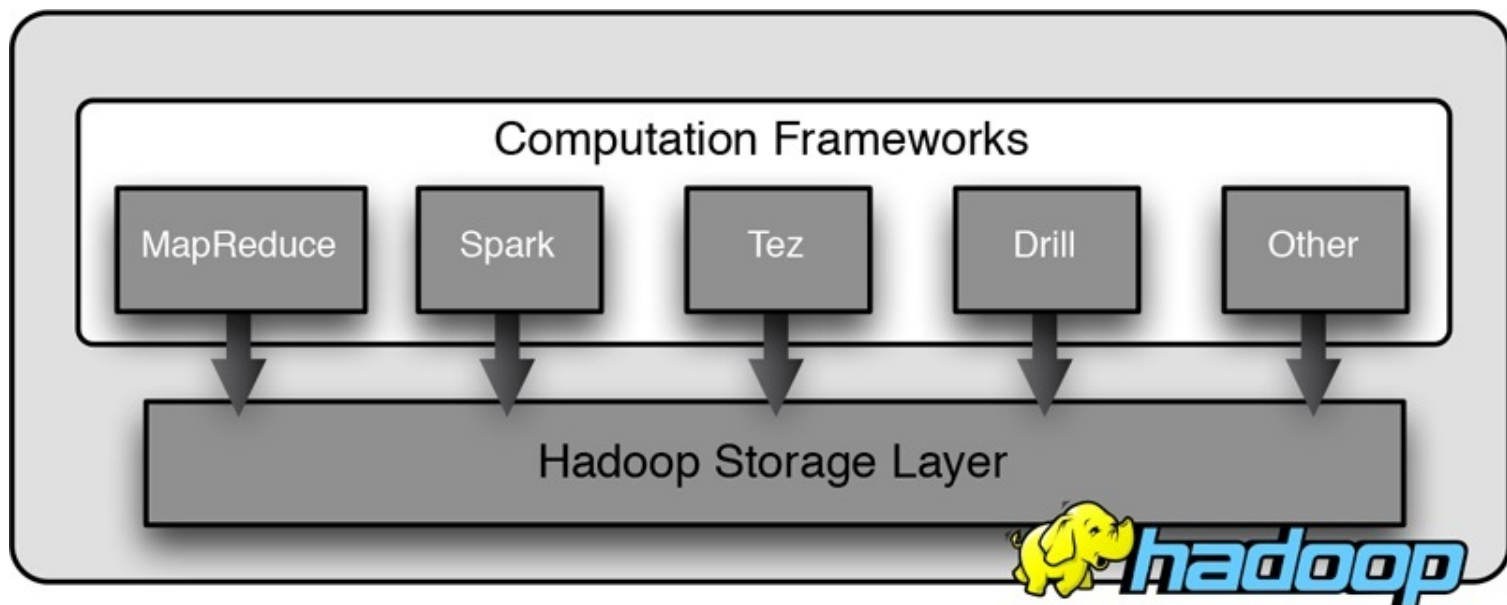 Computation Frameworks
MapReduce Spark Tez Drill Other
Hadoop Storage Layer
hadoop